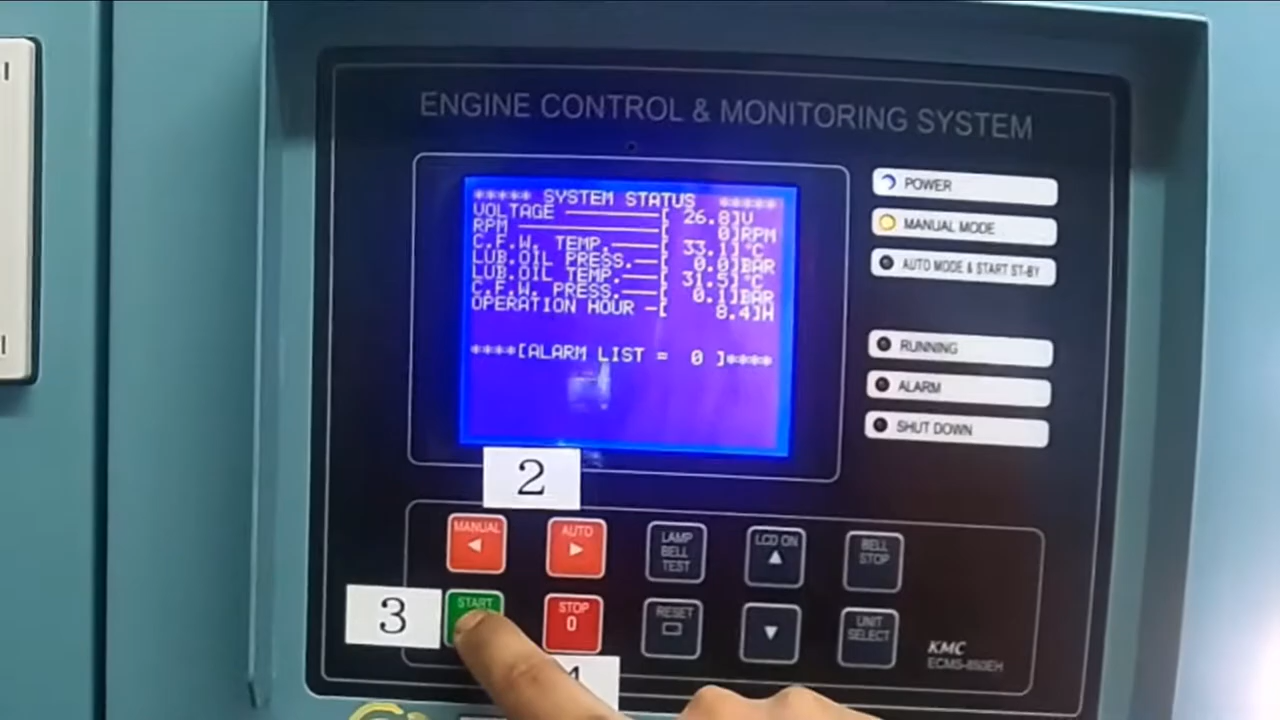 ENGINE CONTROL & MONITORING SYSTEM
***** SYSTEM STATUS *****
VOLTAGE ————[ 26.8]V
RPM ————[ 0]RPM
C.F.W. TEMP.———[ 33.1]°C
LUB.OIL PRESS.——[ 0.0]BAR
LUB.OIL TEMP.——[ 31.5]°C
C.F.W. PRESS.——[ 0.1]BAR
OPERATION HOUR —[ 8.4]H
****[ALARM LIST = 0 ]****
POWER
MANUAL MODE
AUTO MODE & START ST-BY
RUNNING
ALARM
SHUT DOWN
2
MANUAL
AUTO
LAMP
BELL
TEST
LCD ON
BELL
STOP
3
START
STOP
0
RESET
UNIT
SELECT
KMC
ECMS-850EH